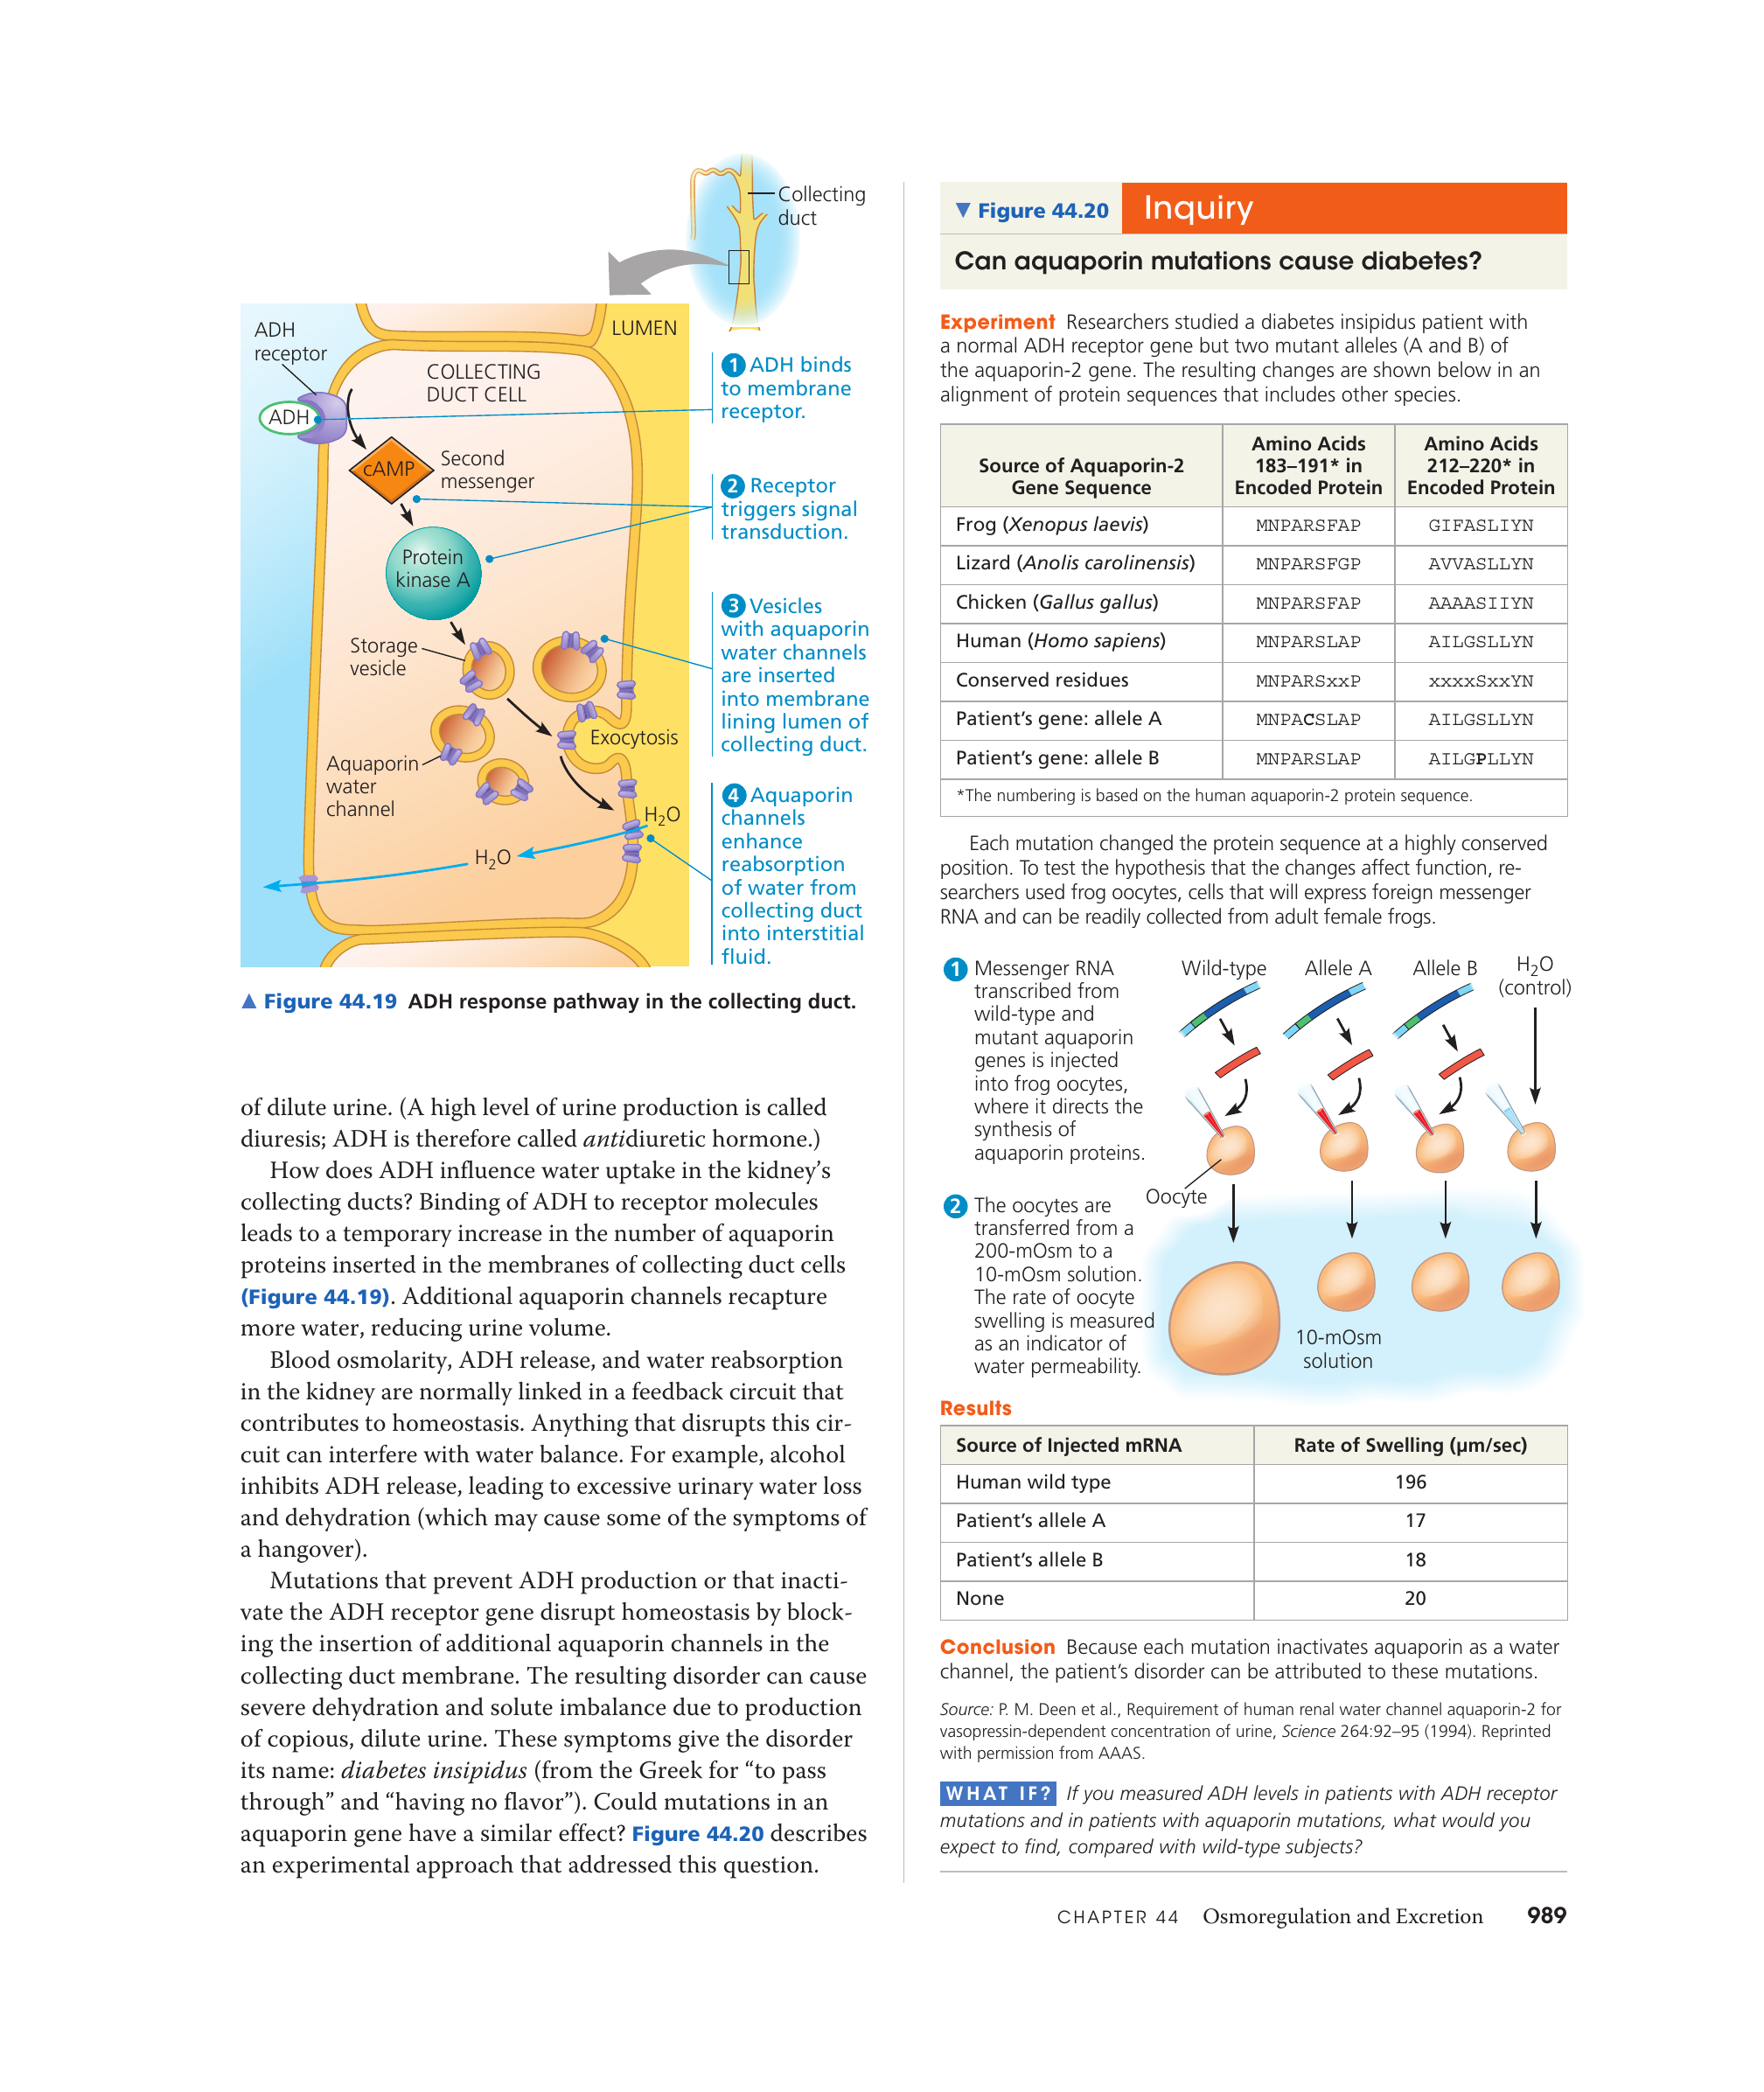 Collecting
duct
ADH
receptor
LUMEN
COLLECTING
DUCT CELL
ADH
cAMP
Second
messenger
Protein
kinase A
Storage
vesicle
Exocytosis
Aquaporin
water
channel
H₂O
H₂O
1 ADH binds
to membrane
receptor.
2 Receptor
triggers signal
transduction.
3 Vesicles
with aquaporin
water channels
are inserted
into membrane
lining lumen of
collecting duct.
4 Aquaporin
channels
enhance
reabsorption
of water from
collecting duct
into interstitial
fluid.
▲ Figure 44.19 ADH response pathway in the collecting duct.
of dilute urine. (A high level of urine production is called
diuresis; ADH is therefore called antidiuretic hormone.)
How does ADH influence water uptake in the kidney's
collecting ducts? Binding of ADH to receptor molecules
leads to a temporary increase in the number of aquaporin
proteins inserted in the membranes of collecting duct cells
(Figure 44.19). Additional aquaporin channels recapture
more water, reducing urine volume.
Blood osmolarity, ADH release, and water reabsorption
in the kidney are normally linked in a feedback circuit that
contributes to homeostasis. Anything that disrupts this cir-
cuit can interfere with water balance. For example, alcohol
inhibits ADH release, leading to excessive urinary water loss
and dehydration (which may cause some of the symptoms of
a hangover).
Mutations that prevent ADH production or that inacti-
vate the ADH receptor gene disrupt homeostasis by block-
ing the insertion of additional aquaporin channels in the
collecting duct membrane. The resulting disorder can cause
severe dehydration and solute imbalance due to production
of copious, dilute urine. These symptoms give the disorder
its name: diabetes insipidus (from the Greek for "to pass
through" and "having no flavor"). Could mutations in an
aquaporin gene have a similar effect? Figure 44.20 describes
an experimental approach that addressed this question.
▼ Figure 44.20 Inquiry
Can aquaporin mutations cause diabetes?
Experiment Researchers studied a diabetes insipidus patient with
a normal ADH receptor gene but two mutant alleles (A and B) of
the aquaporin-2 gene. The resulting changes are shown below in an
alignment of protein sequences that includes other species.
Source of Aquaporin-2
Gene Sequence
Amino Acids
183–191* in
Encoded Protein
Amino Acids
212–220* in
Encoded Protein
Frog (Xenopus laevis) MNPARSFAP GIFASLIYN
Lizard (Anolis carolinensis) MNPARSFGP AVVASLLYN
Chicken (Gallus gallus) MNPARSFAP AAAASIIYN
Human (Homo sapiens) MNPARSLAP AILGSLLYN
Conserved residues MNPARSxxP xxxxSxxYN
Patient's gene: allele A MNPACSLAP AILGSLLYN
Patient's gene: allele B MNPARSLAP AILGPLLYN
*The numbering is based on the human aquaporin-2 protein sequence.
Each mutation changed the protein sequence at a highly conserved
position. To test the hypothesis that the changes affect function, re-
searchers used frog oocytes, cells that will express foreign messenger
RNA and can be readily collected from adult female frogs.
1 Messenger RNA
transcribed from
wild-type and
mutant aquaporin
genes is injected
into frog oocytes,
where it directs the
synthesis of
aquaporin proteins.
Wild-type
Allele A
Allele B
H₂O
(control)
Oocyte
2 The oocytes are
transferred from a
200-mOsm to a
10-mOsm solution.
The rate of oocyte
swelling is measured
as an indicator of
water permeability.
10-mOsm
solution
Results
Source of Injected mRNA Rate of Swelling (μm/sec)
Human wild type 196
Patient's allele A 17
Patient's allele B 18
None 20
Conclusion Because each mutation inactivates aquaporin as a water
channel, the patient's disorder can be attributed to these mutations.
Source: P. M. Deen et al., Requirement of human renal water channel aquaporin-2 for
vasopressin-dependent concentration of urine, Science 264:92–95 (1994). Reprinted
with permission from AAAS.
WHAT IF? If you measured ADH levels in patients with ADH receptor
mutations and in patients with aquaporin mutations, what would you
expect to find, compared with wild-type subjects?
CHAPTER 44 Osmoregulation and Excretion 989